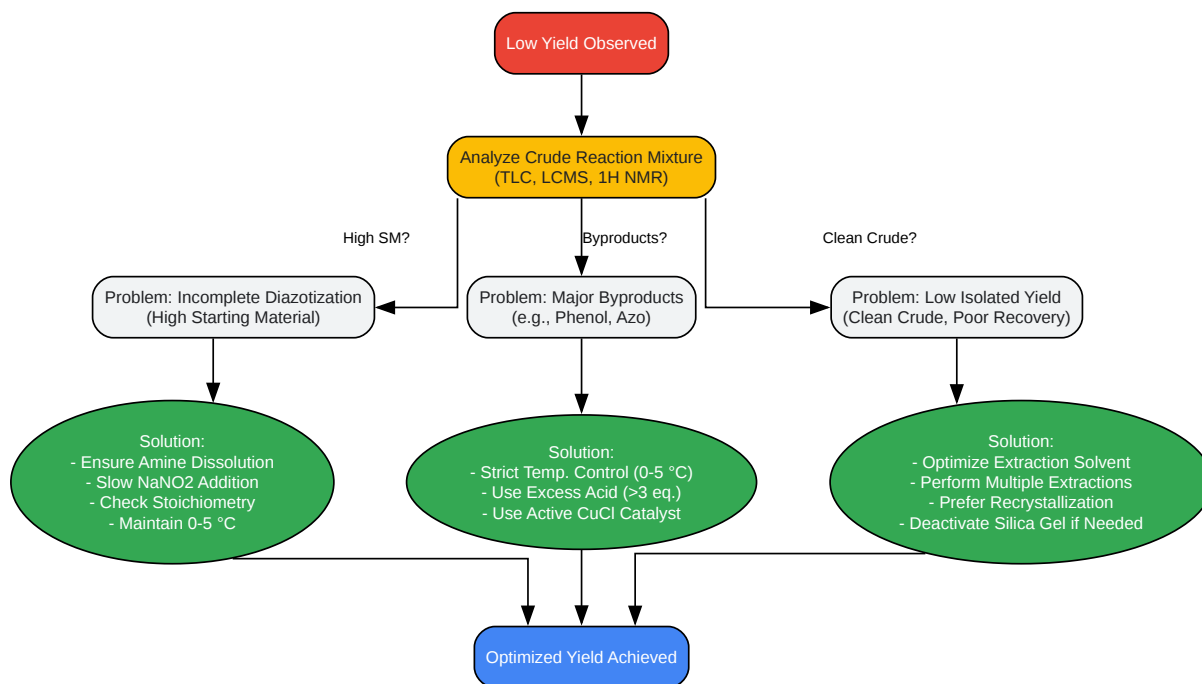 Low Yield Observed
Analyze Crude Reaction Mixture
(TLC, LCMS, 1H NMR)
High SM?
Byproducts?
Clean Crude?
Problem: Incomplete Diazotization
(High Starting Material)
Problem: Major Byproducts
(e.g., Phenol, Azo)
Problem: Low Isolated Yield
(Clean Crude, Poor Recovery)
Solution:
- Ensure Amine Dissolution
- Slow NaNO2 Addition
- Check Stoichiometry
- Maintain 0-5 °C
Solution:
- Strict Temp. Control (0-5 °C)
- Use Excess Acid (>3 eq.)
- Use Active CuCl Catalyst
Solution:
- Optimize Extraction Solvent
- Perform Multiple Extractions
- Prefer Recrystallization
- Deactivate Silica Gel if Needed
Optimized Yield Achieved